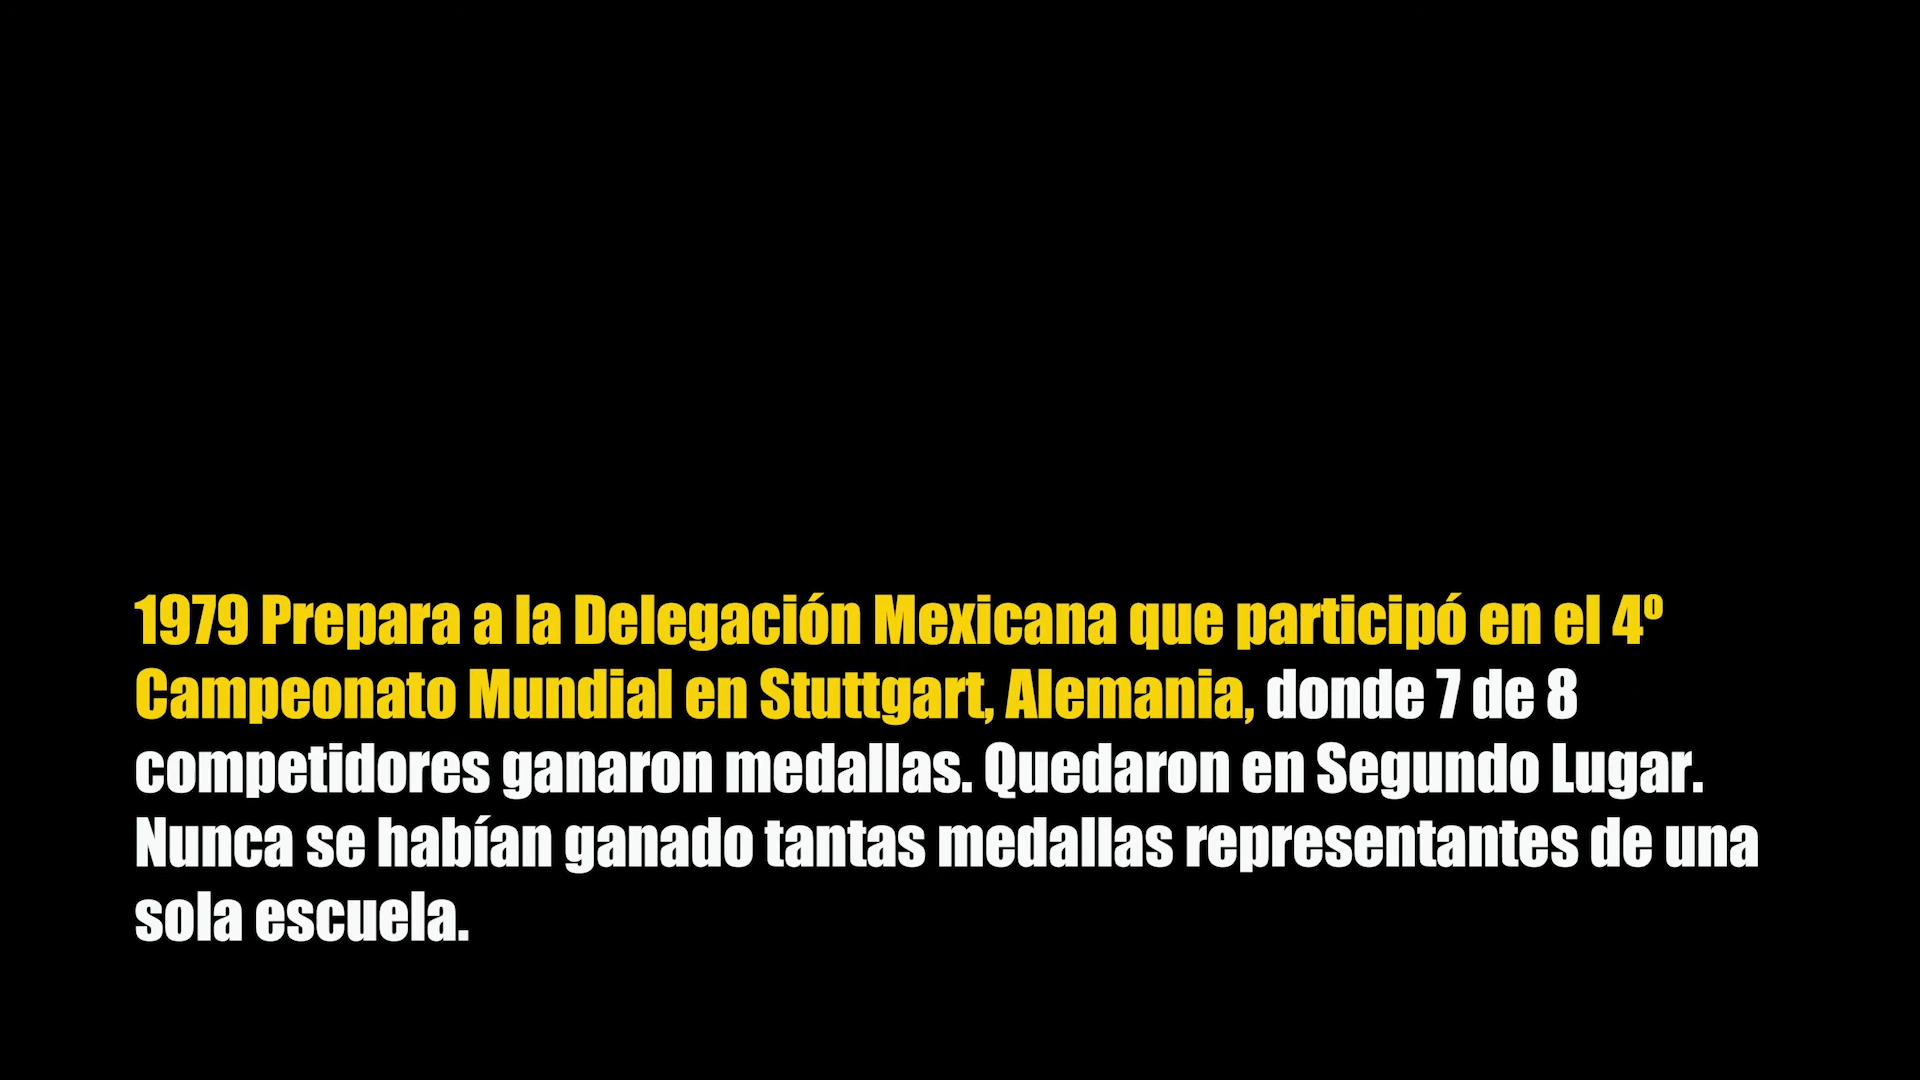 1979 Prepara a la Delegación Mexicana que participó en el 4º
Campeonato Mundial en Stuttgart, Alemania, donde 7 de 8
competidores ganaron medallas. Quedaron en Segundo Lugar.
Nunca se habían ganado tantas medallas representantes de una
sola escuela.